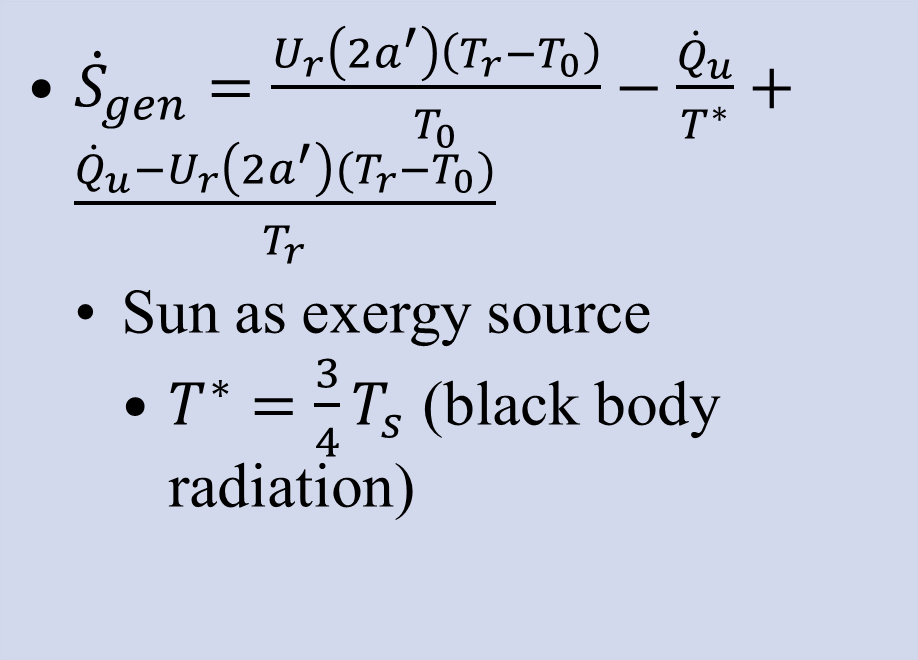 • Ṡ_gen = U_r(2a′)(T_r−T_0)/T_0 − Q̇_u/T* +
(Q̇_u−U_r(2a′)(T_r−T_0))/T_r
• Sun as exergy source
• T* = 3/4 T_s (black body
radiation)